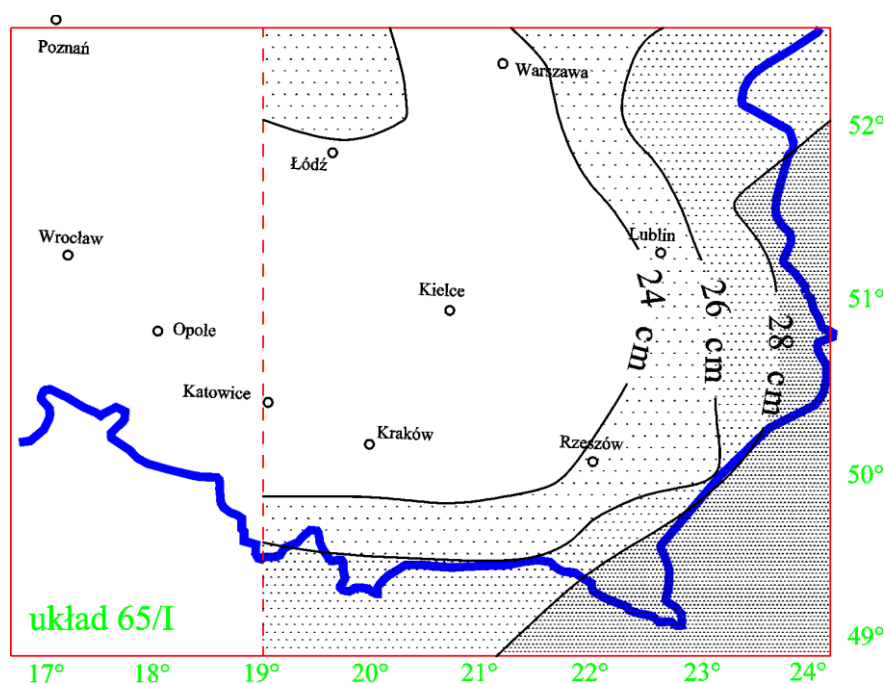 Poznań
Warszawa
52°
Łódź
Wrocław
Lublin
51°
Kielce
24 cm
26 cm
28 cm
Opole
Katowice
Kraków
Rzeszów
50°
układ 65/I
49°
17° 18° 19° 20° 21° 22° 23° 24°